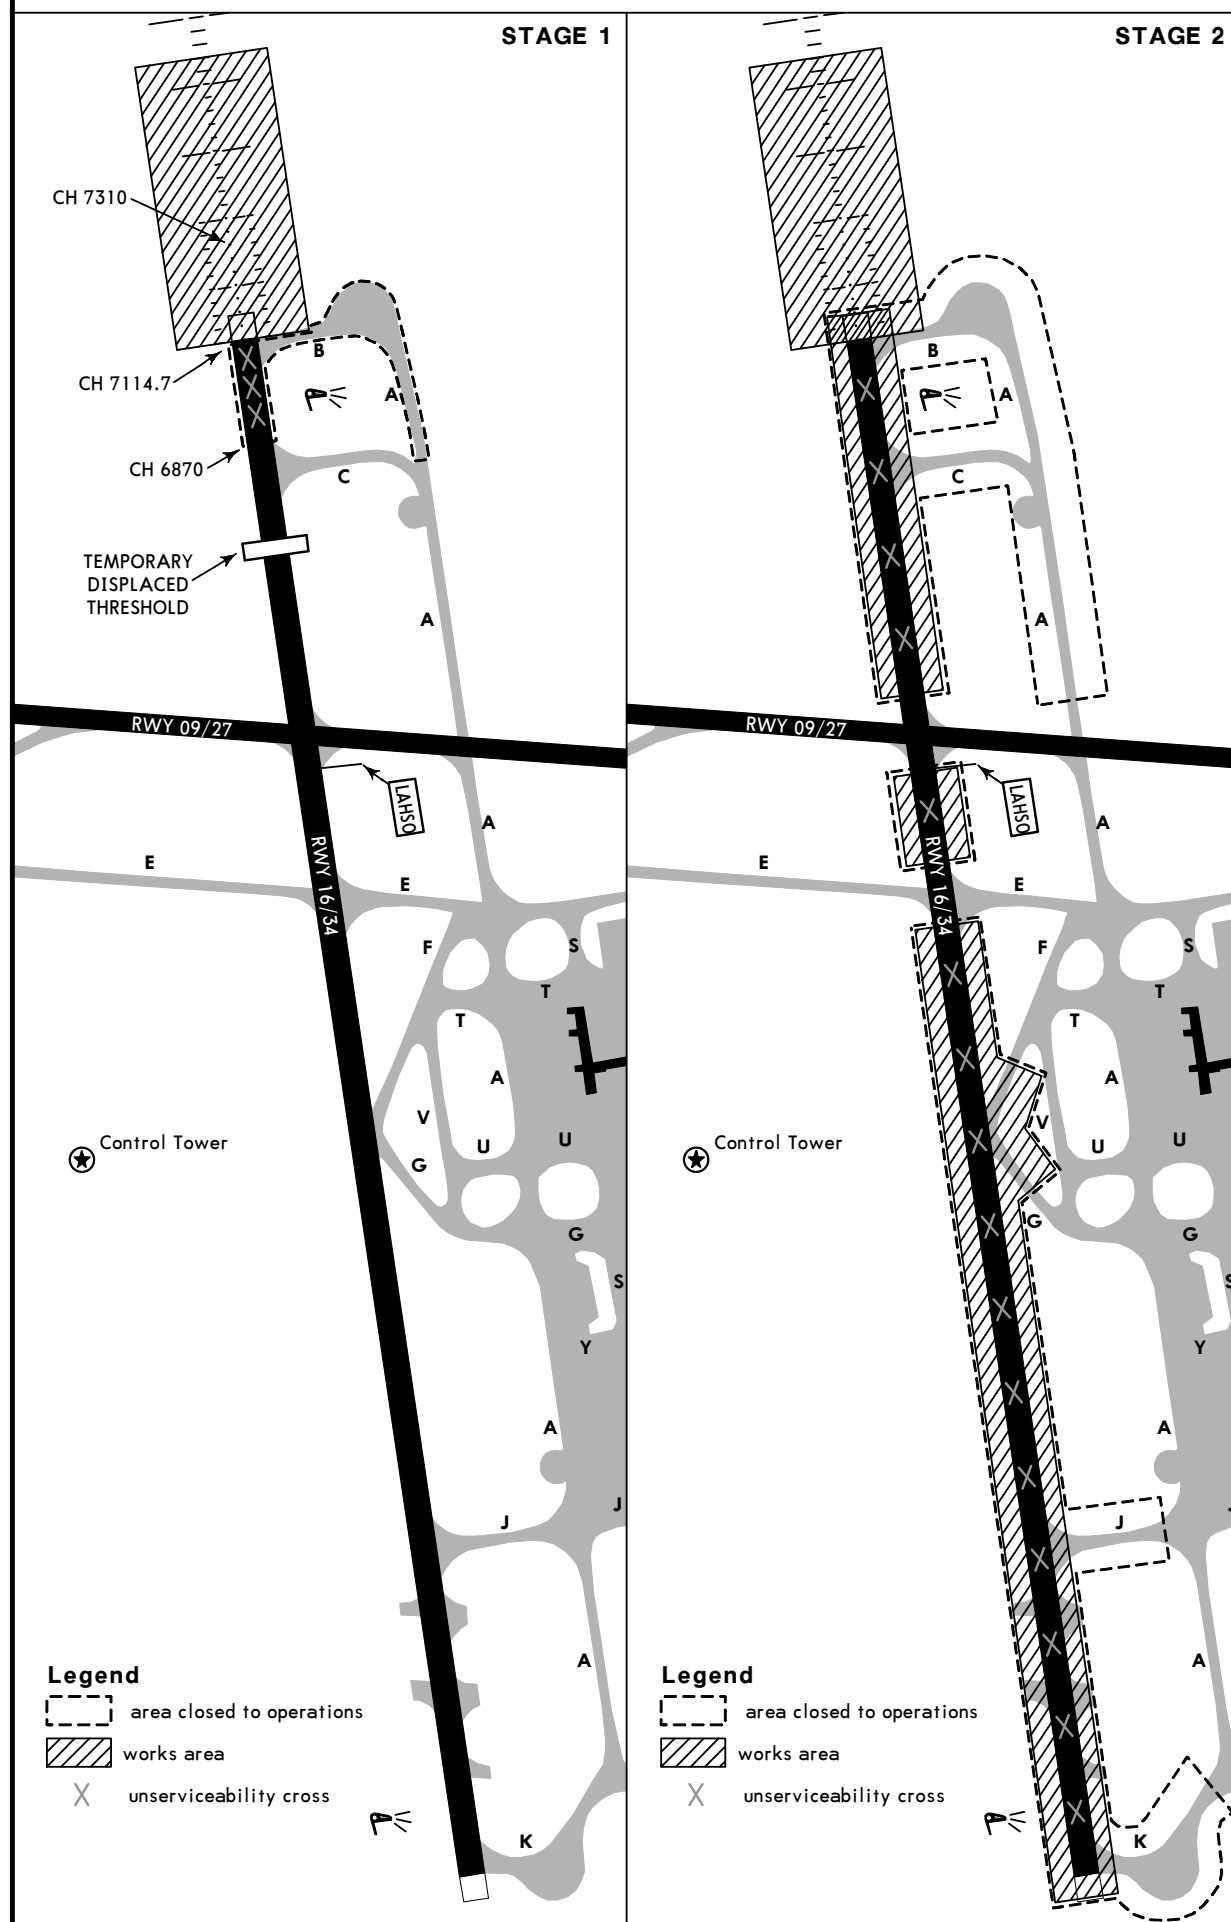 STAGE 1
CH 7310
B
CH 7114.7
A
CH 6870
C
TEMPORARY
DISPLACED
THRESHOLD
A
RWY 09/27
LAHSO
A
RWY 16/34
E
E
F
S
T
T
A
V
U
U
Control Tower
G
G
S
Y
A
J
J
A
Legend
area closed to operations
works area
unserviceability cross
K
STAGE 2
B
A
C
A
RWY 09/27
LAHSO
A
RWY 16/34
E
E
F
S
T
T
A
V
U
U
Control Tower
G
G
S
Y
A
J
A
Legend
area closed to operations
works area
unserviceability cross
K